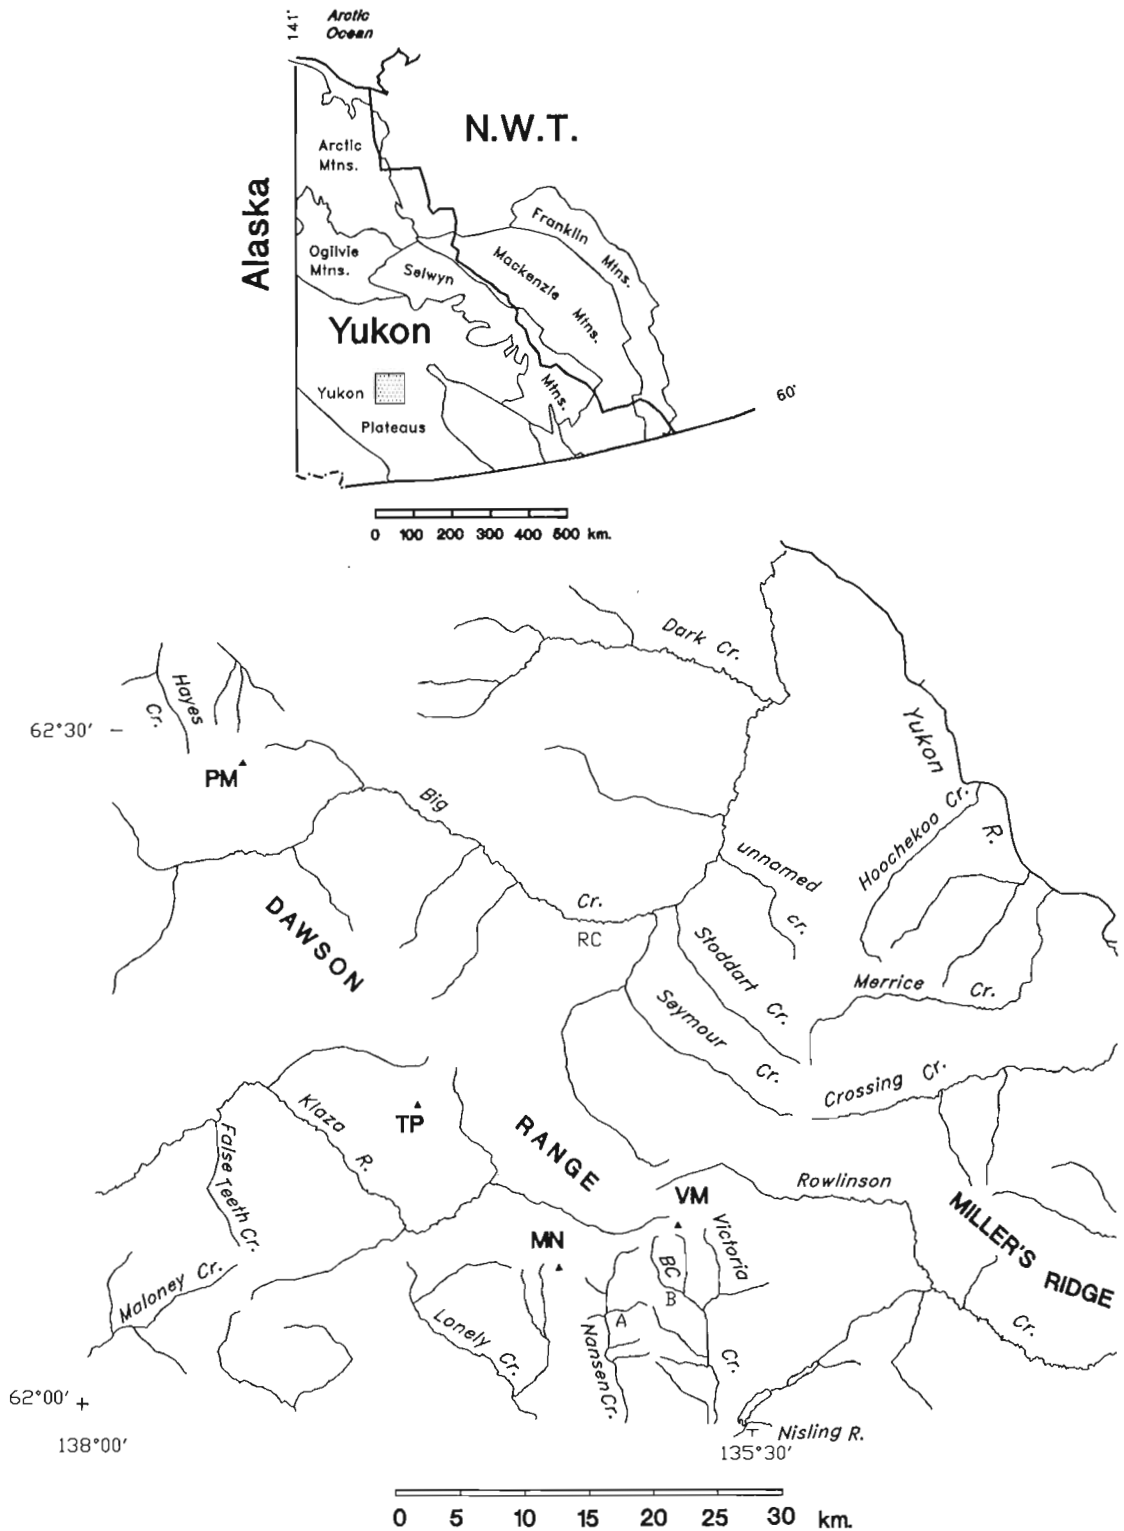 141'
Arctic
Ocean
N.W.T.
Arctic
Mtns.
Alaska
Franklin Mtns.
Ogilvie
Mtns.
Selwyn Mtns.
Mackenzie Mtns.
Yukon
Yukon
Plateaus
60'
0 100 200 300 400 500 km.
Dark Cr.
Hayes
Cr.
62°30'
PM
Yukon R.
Big Cr.
Hoochekoo Cr.
unnamed cr.
RC
DAWSON
Stoddart Cr.
Merrice Cr.
Seymour Cr.
Crossing Cr.
Klaza R.
TP
RANGE
False Teeth Cr.
Rowlinson Cr.
VM
MILLER'S RIDGE
MN
Victoria Cr.
BC
B
A
Maloney Cr.
Lonely Cr.
Nansen Cr.
62°00'
138°00'
Nisling R.
135°30'
0 5 10 15 20 25 30 km.